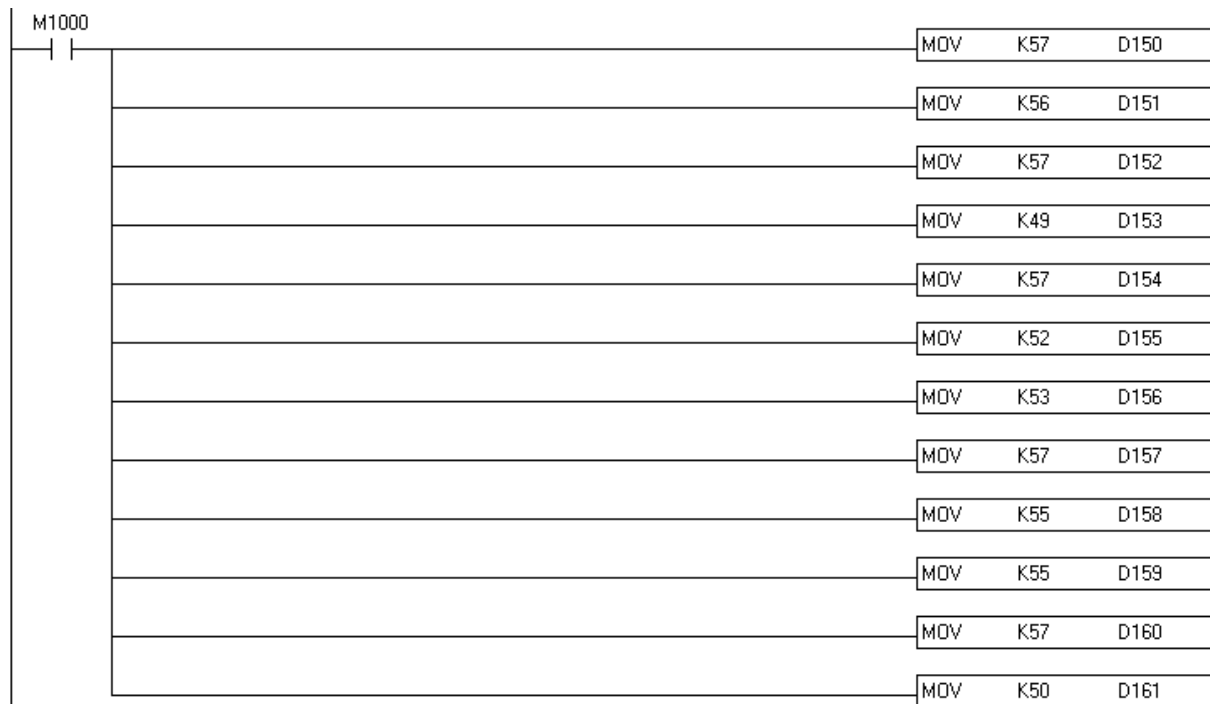 M1000
MOV K57 D150
MOV K56 D151
MOV K57 D152
MOV K49 D153
MOV K57 D154
MOV K52 D155
MOV K53 D156
MOV K57 D157
MOV K55 D158
MOV K55 D159
MOV K57 D160
MOV K50 D161